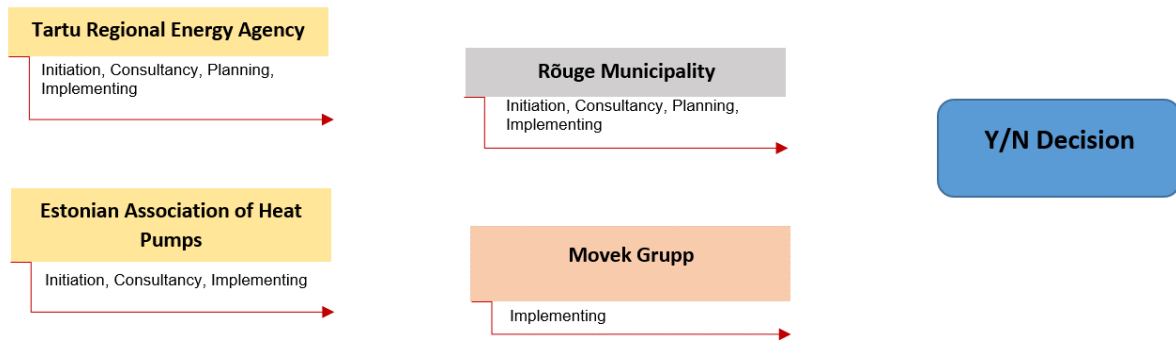 Tartu Regional Energy Agency
Initiation, Consultancy, Planning,
Implementing
Estonian Association of Heat
Pumps
Initiation, Consultancy, Implementing
Rõuge Municipality
Initiation, Consultancy, Planning,
Implementing
Movek Grupp
Implementing
Y/N Decision